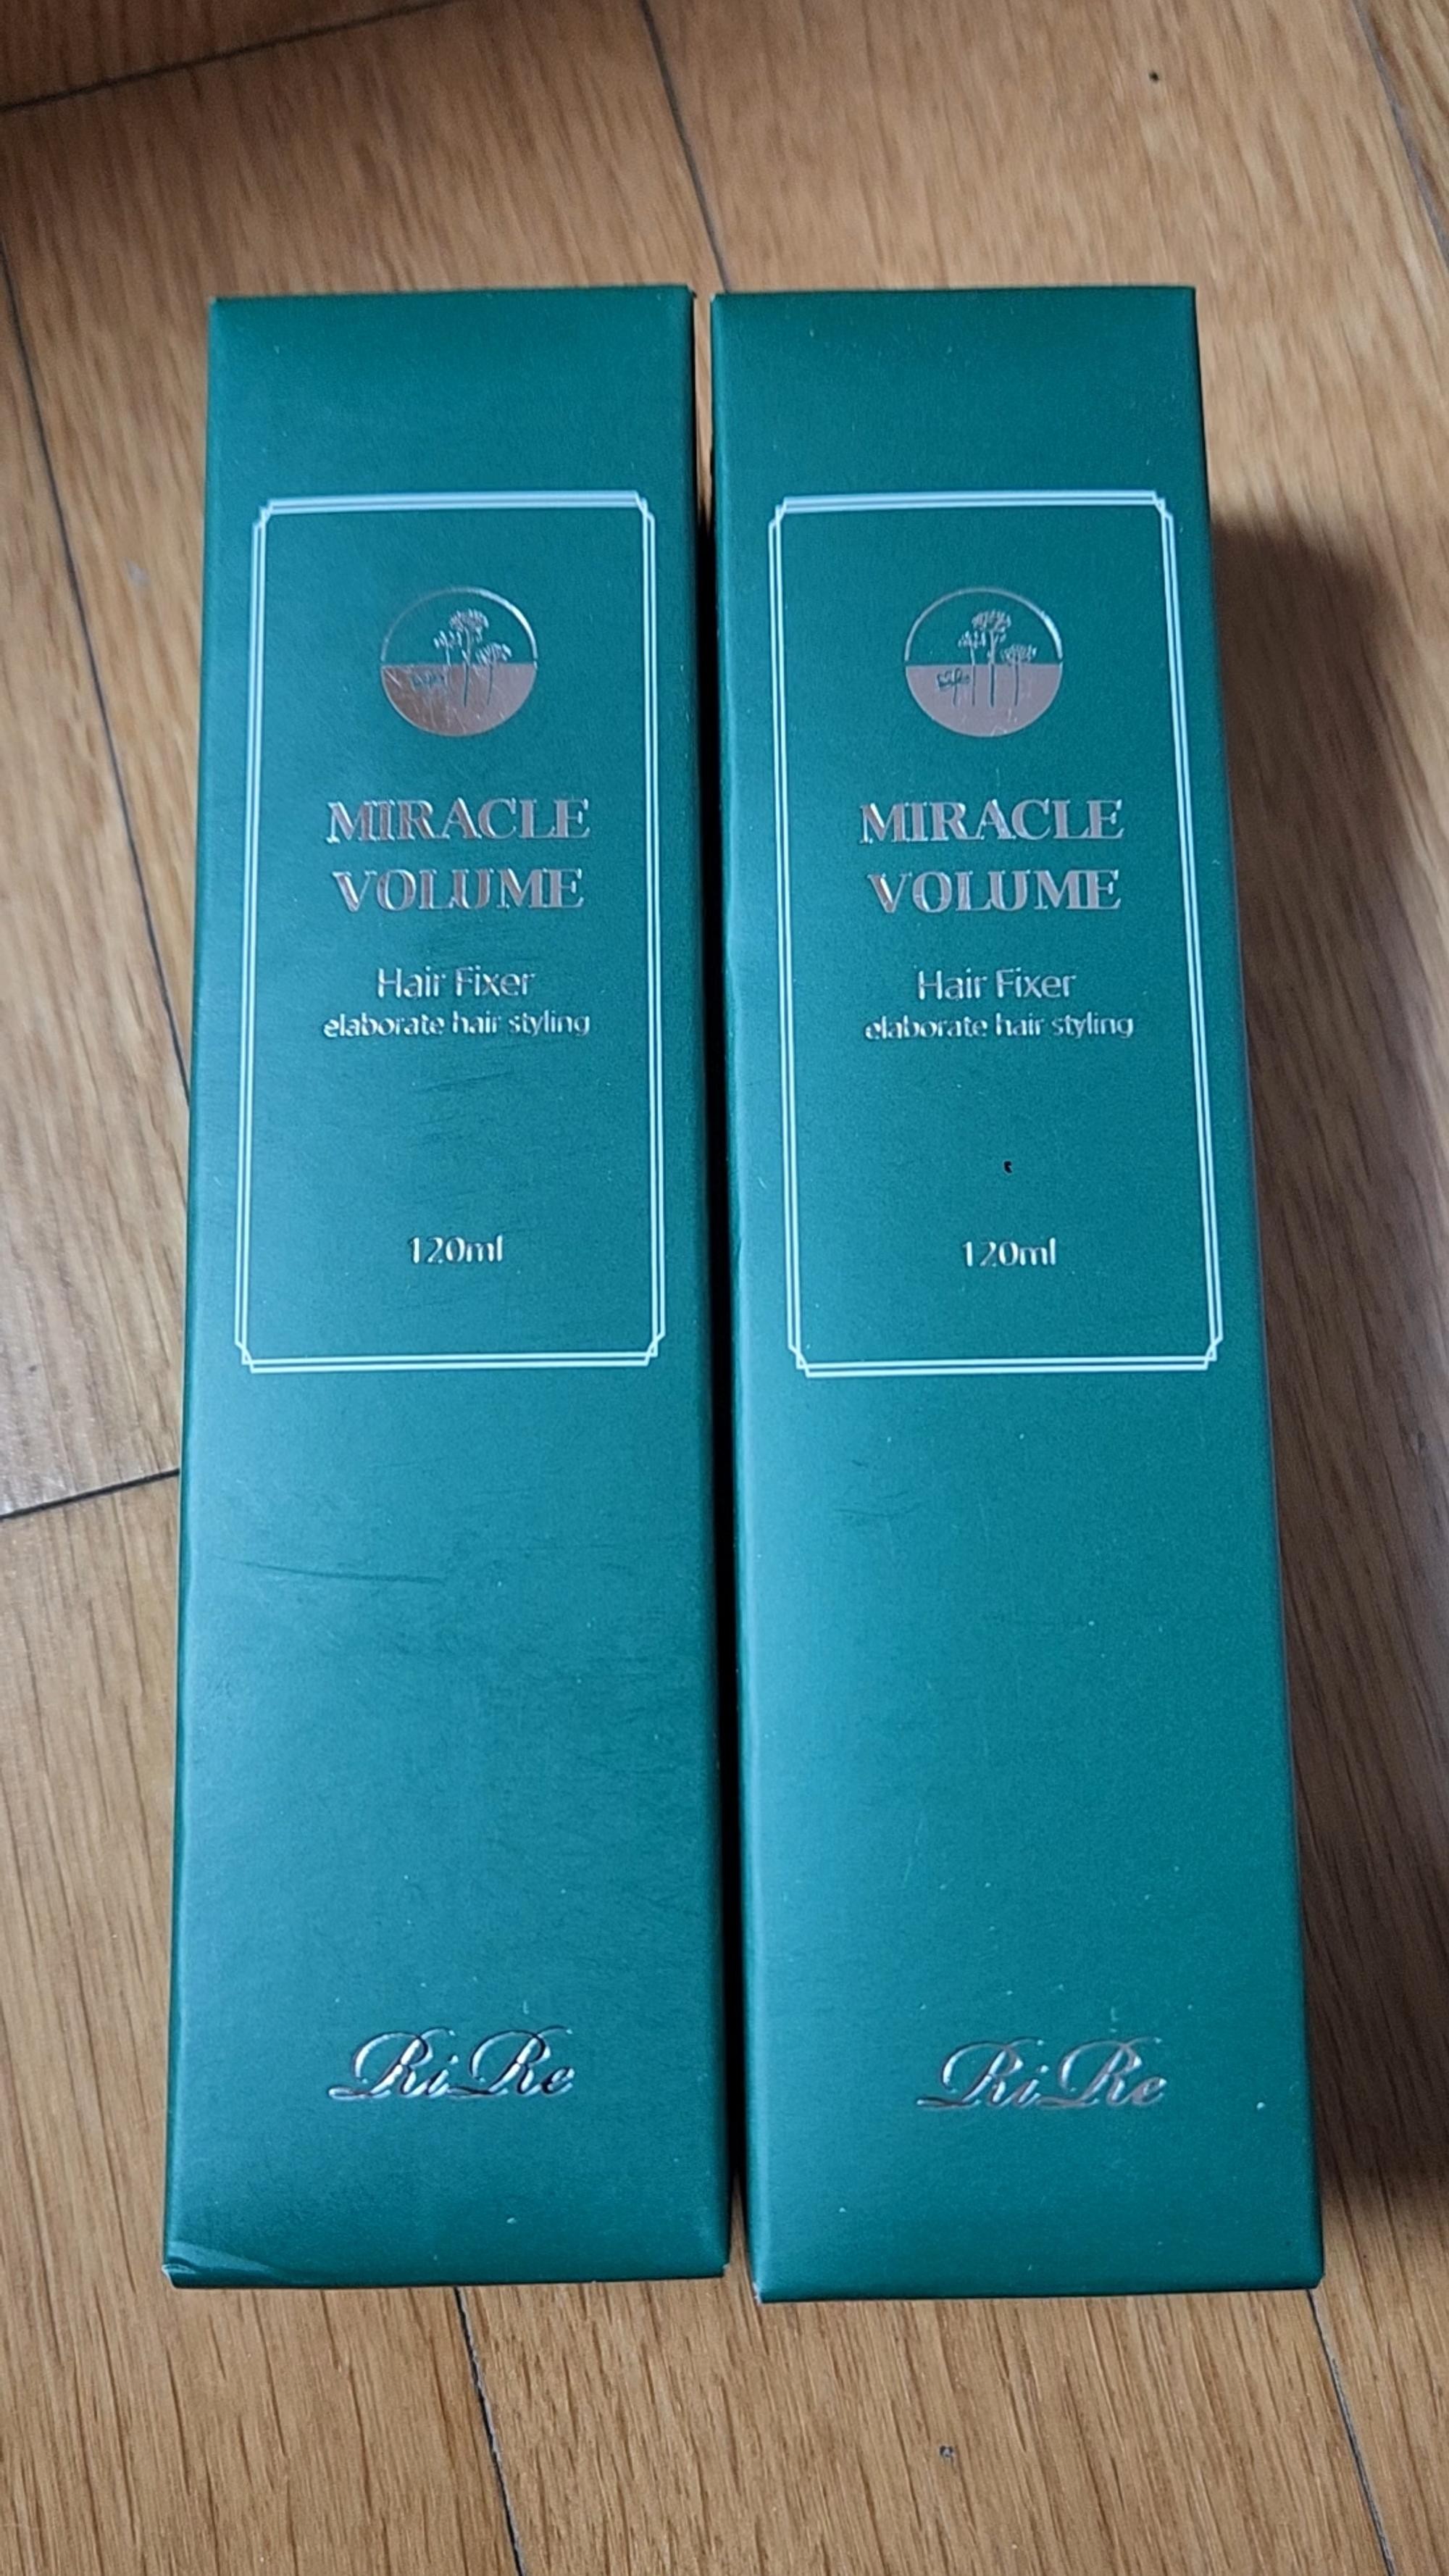 MIRACLE
VOLUME
Hair Fixer
elaborate hair styling
120ml
RiRe
MIRACLE
VOLUME
Hair Fixer
elaborate hair styling
120ml
RiRe